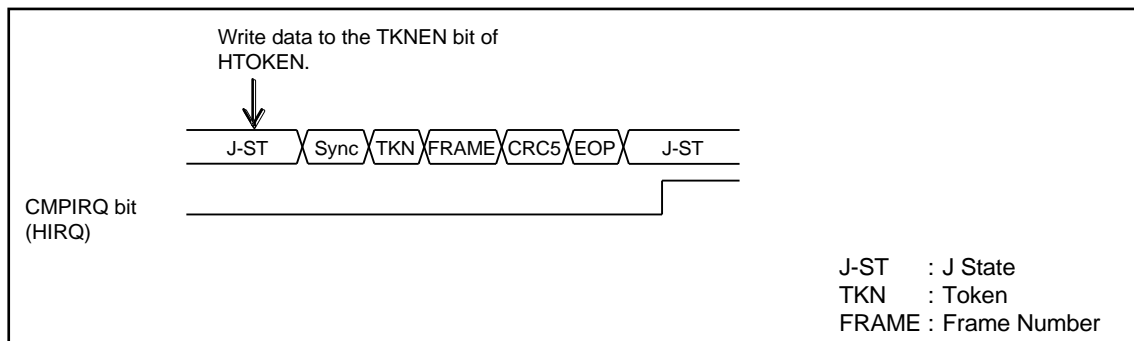 Write data to the TKNEN bit of
HTOKEN.
J-ST Sync TKN FRAME CRC5 EOP J-ST
CMPIRQ bit
(HIRQ)
J-ST : J State
TKN : Token
FRAME : Frame Number